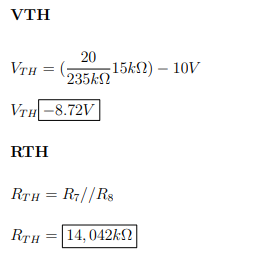 VTH
V_TH = (20/235kΩ 15kΩ) − 10V
V_TH −8.72V
RTH
R_TH = R_7//R_8
R_TH = 14,042kΩ